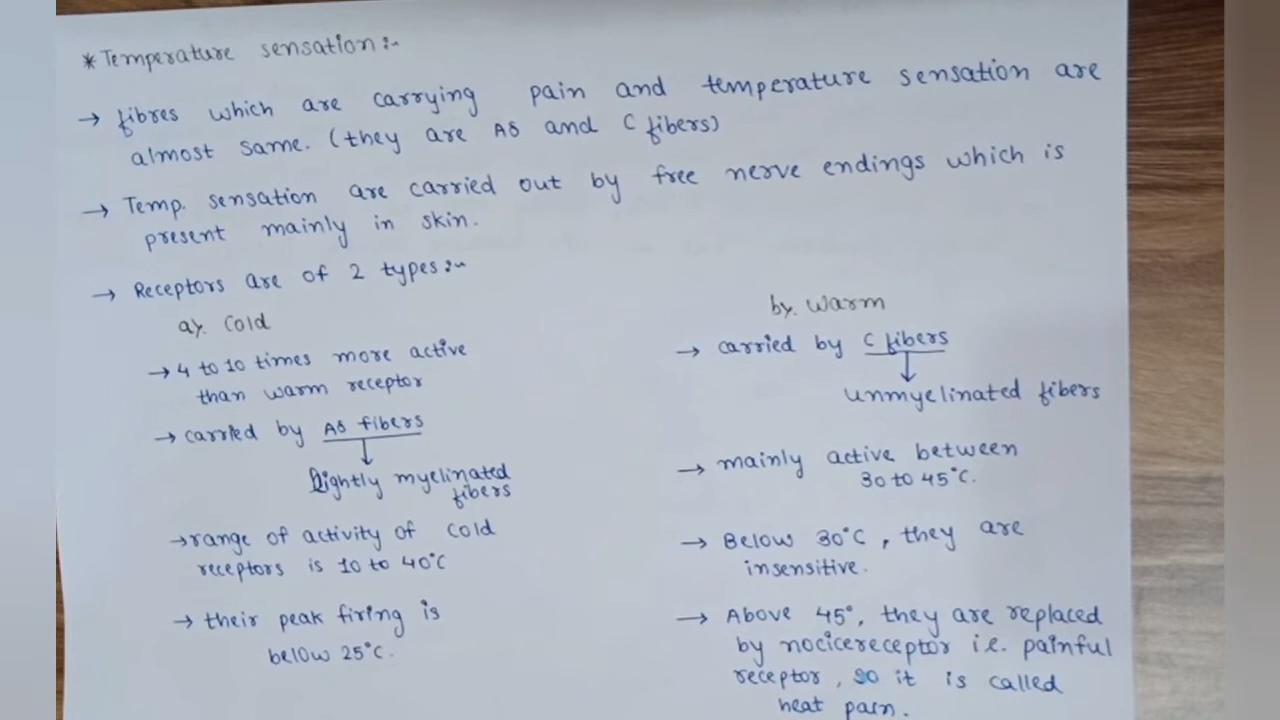 * Temperature sensation:-
→ fibres which are carrying pain and temperature sensation are
almost same. (they are Aδ and C fibers)
→ Temp. sensation are carried out by free nerve endings which is
present mainly in skin.
→ Receptors are of 2 types:-
a). Cold
→ 4 to 10 times more active
than warm receptor
→ carried by Aδ fibers
↓
Lightly myelinated
fibers
→ range of activity of cold
receptors is 10 to 40°C
→ their peak firing is
below 25°C.
b). Warm
→ carried by C fibers
↓
unmyelinated fibers
→ mainly active between
30 to 45°C.
→ Below 30°C, they are
insensitive.
→ Above 45°, they are replaced
by nocicereceptor i.e. painful
receptor, so it is called
heat pain.